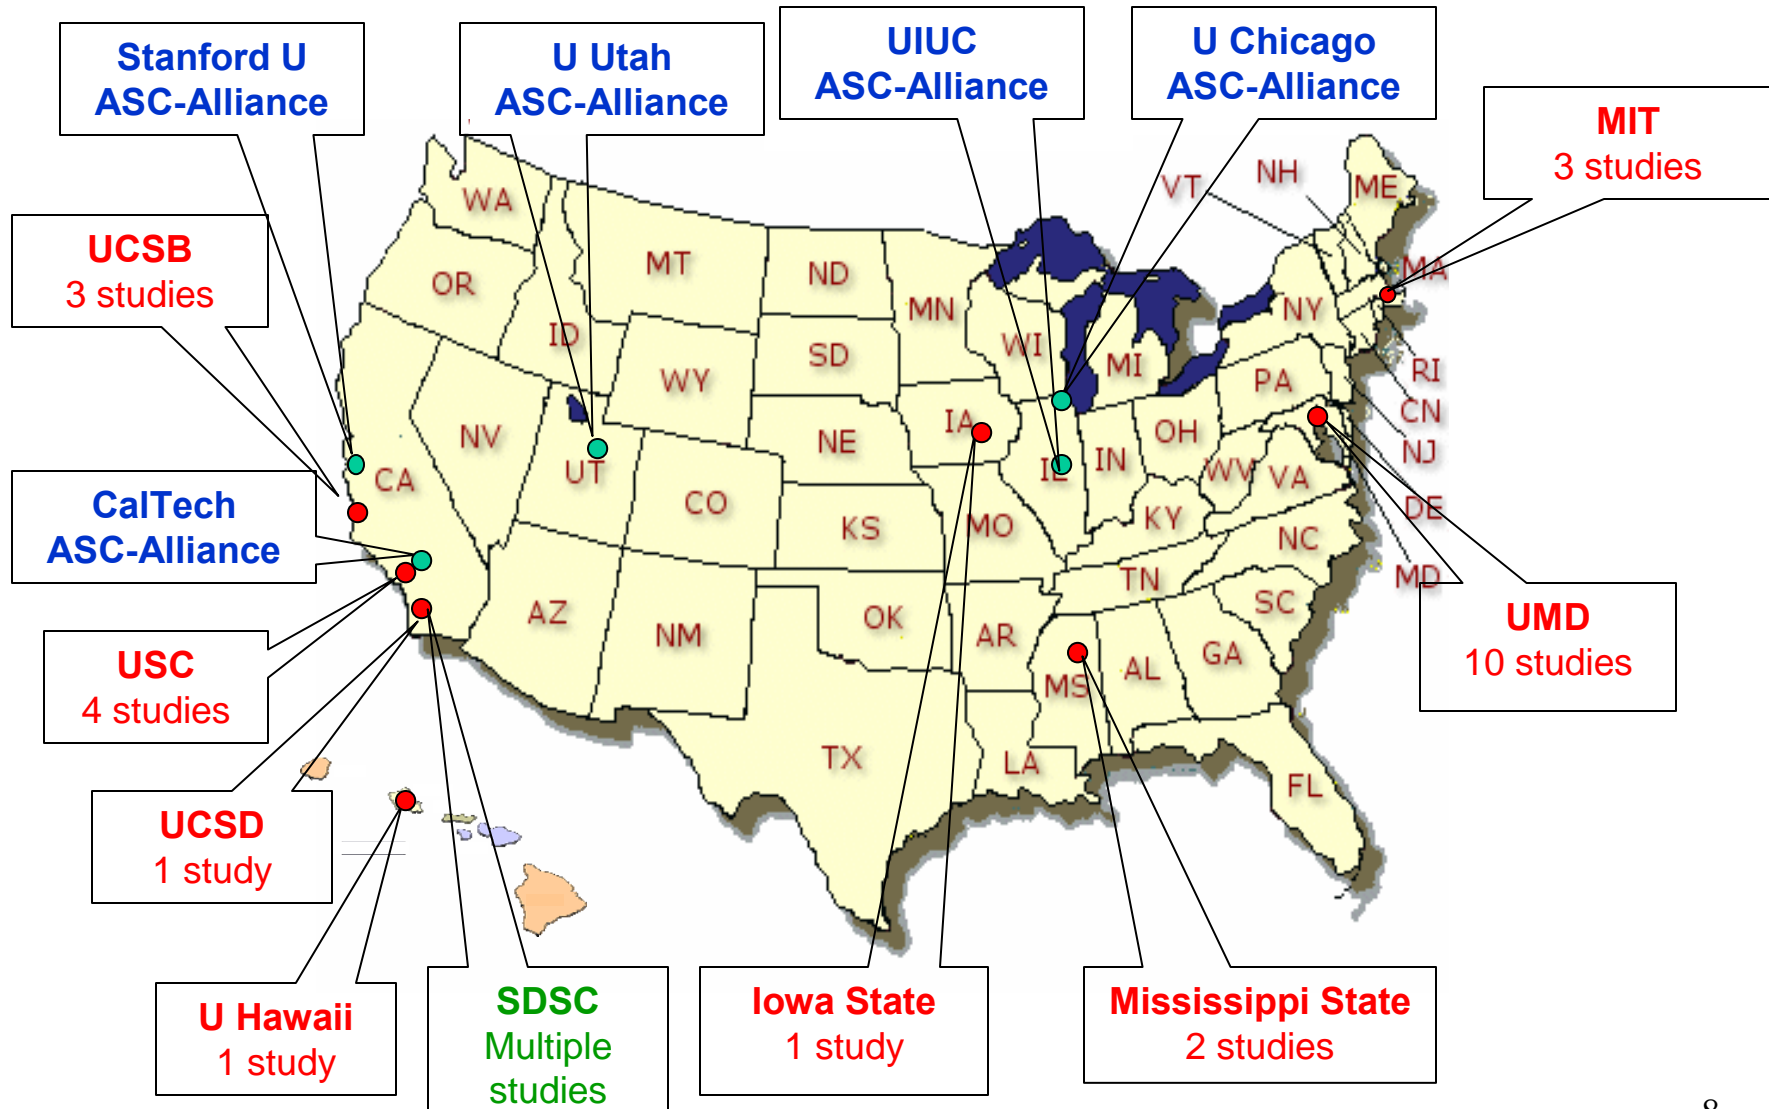 Stanford U
ASC-Alliance
U Utah
ASC-Alliance
UIUC
ASC-Alliance
U Chicago
ASC-Alliance
MIT
3 studies
UCSB
3 studies
CalTech
ASC-Alliance
USC
4 studies
UCSD
1 study
U Hawaii
1 study
SDSC
Multiple
studies
Iowa State
1 study
Mississippi State
2 studies
UMD
10 studies
WA
OR
CA
NV
ID
MT
WY
UT
AZ
CO
NM
ND
SD
NE
KS
OK
TX
MN
IA
MO
AR
LA
WI
IL
MI
IN
OH
KY
TN
MS
AL
GA
FL
SC
NC
VA
WV
PA
NY
VT
NH
ME
MA
RI
CN
NJ
DE
MD
8